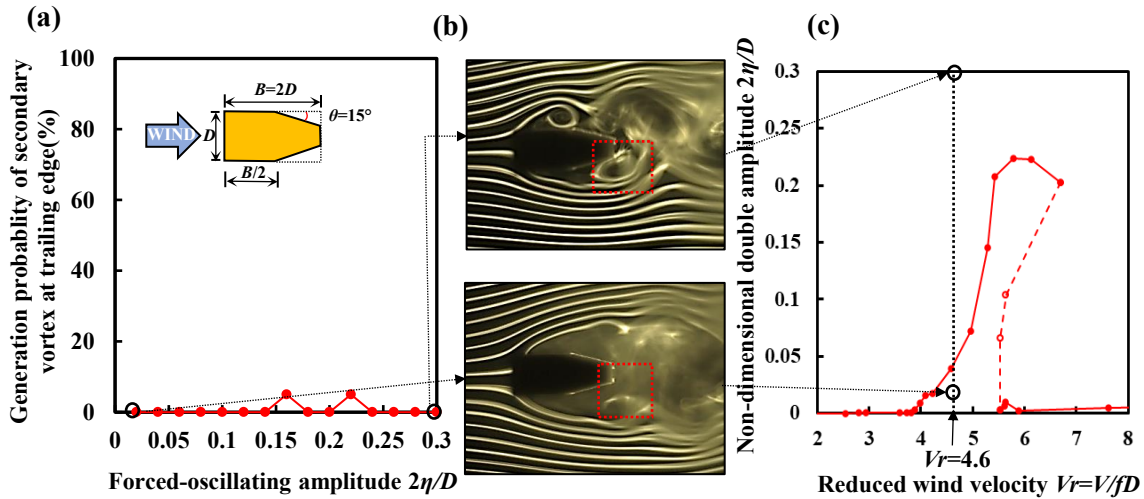 (a)
(b)
(c)
Generation probablity of secondary
vortex at trailing edge(%)
100
80
60
40
20
0
B=2D
θ=15°
WIND
D
B/2
0
0.05
0.1
0.15
0.2
0.25
0.3
Forced-oscillating amplitude 2η/D
Non-dimensional double amplitude 2η/D
0.3
0.25
0.2
0.15
0.1
0.05
0
2
3
4
5
6
7
8
Vr=4.6
Reduced wind velocity Vr=V/fD